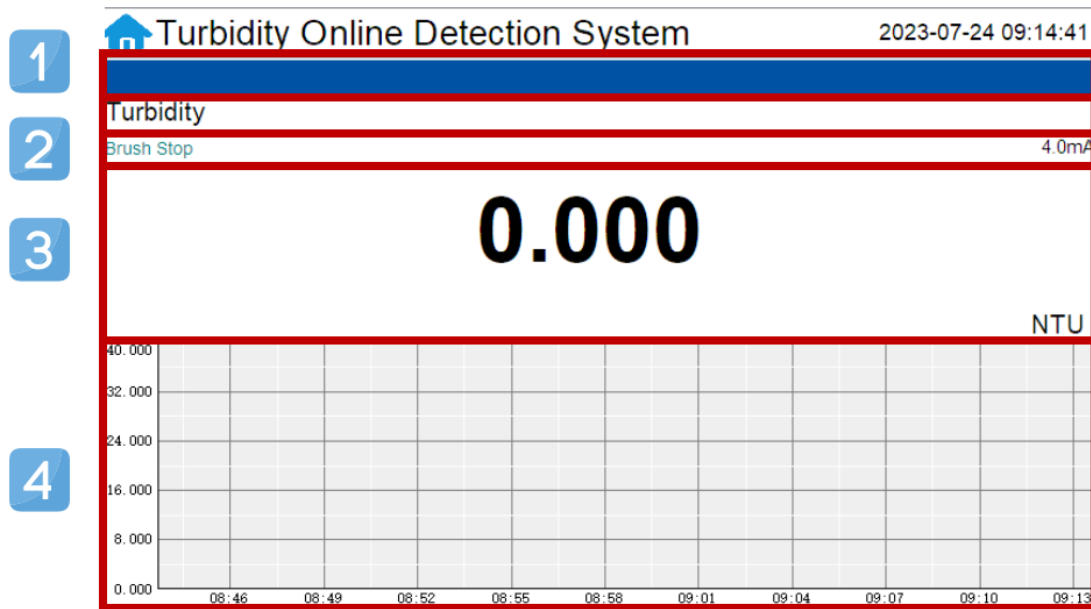 Turbidity Online Detection System 2023-07-24 09:14:41
1
Turbidity
2
Brush Stop 4.0mA
3
0.000
NTU
4
40.000
32.000
24.000
16.000
8.000
0.000
08:46 08:49 08:52 08:55 08:58 09:01 09:04 09:07 09:10 09:13